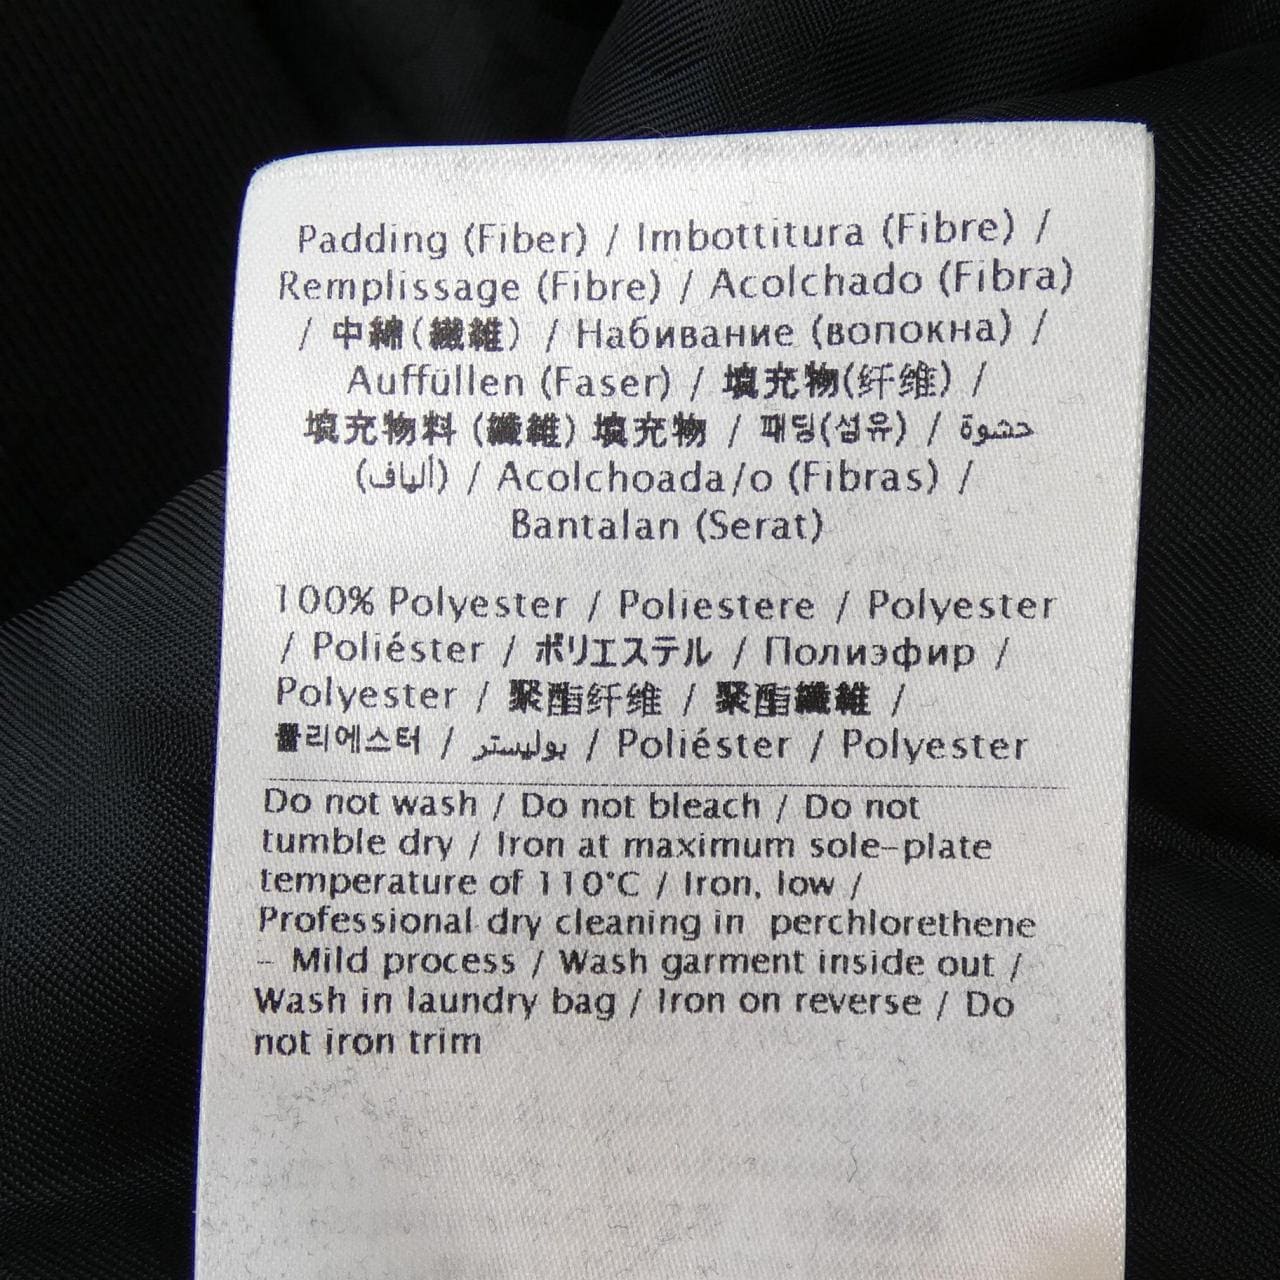 Padding (Fiber) / Imbottitura (Fibre) /
Remplissage (Fibre) / Acolchado (Fibra)
/ 中綿(繊維) / Набивание (вопокна) /
Auffüllen (Faser) / 填充物(纤维) /
填充物料 (纖維) 填充物 / 패딩(섬유) / حشوة
(ألياف) / Acolchoada/o (Fibras) /
Bantalan (Serat)
100% Polyester / Poliestere / Polyester
/ Poliéster / ポリエステル / Полиэфир /
Polyester / 聚酯纤维 / 聚酯纖維 /
폴리에스터 / بوليستر / Poliéster / Polyester
Do not wash / Do not bleach / Do not
tumble dry / Iron at maximum sole-plate
temperature of 110°C / Iron, low /
Professional dry cleaning in perchlorethene
- Mild process / Wash garment inside out /
Wash in laundry bag / Iron on reverse / Do
not iron trim